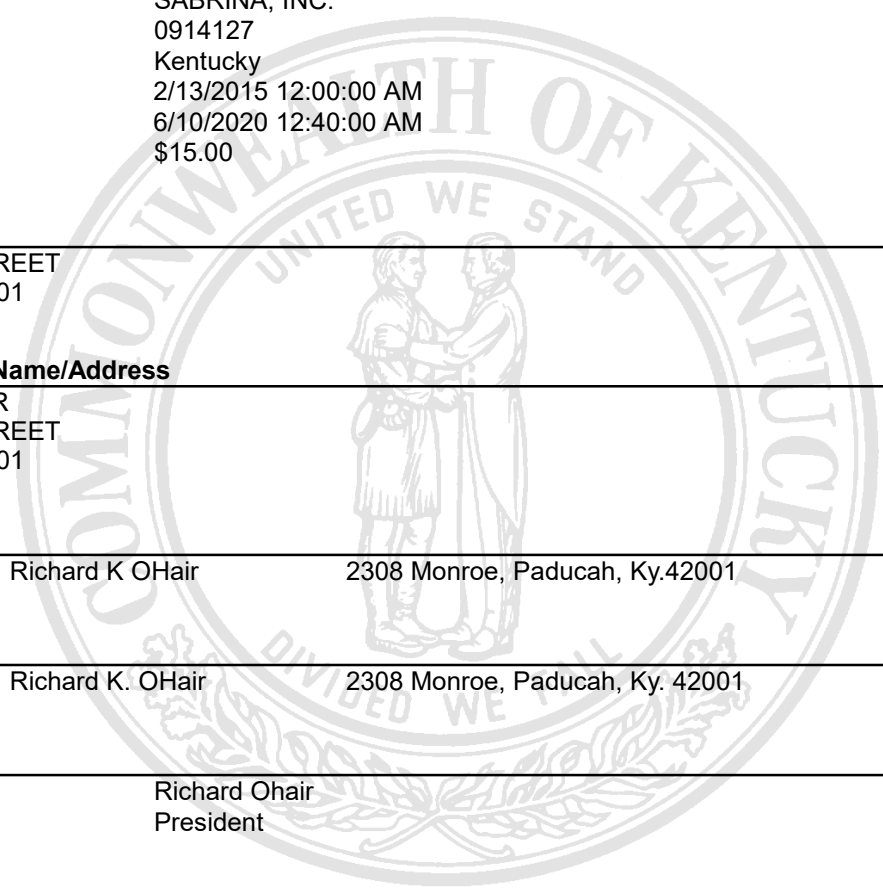 SABRINA, INC.
0914127
Kentucky
2/13/2015 12:00:00 AM
6/10/2020 12:40:00 AM
$15.00
REET
01
Name/Address
R
REET
01
Richard K OHair 2308 Monroe, Paducah, Ky.42001
Richard K. OHair 2308 Monroe, Paducah, Ky. 42001
Richard Ohair
President
COMMONWEALTH OF KENTUCKY
UNITED WE STAND
DIVIDED WE FALL